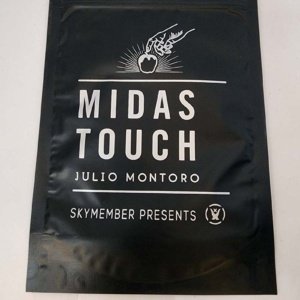 MIDAS
TOUCH
JULIO MONTORO
SKYMEMBER PRESENTS